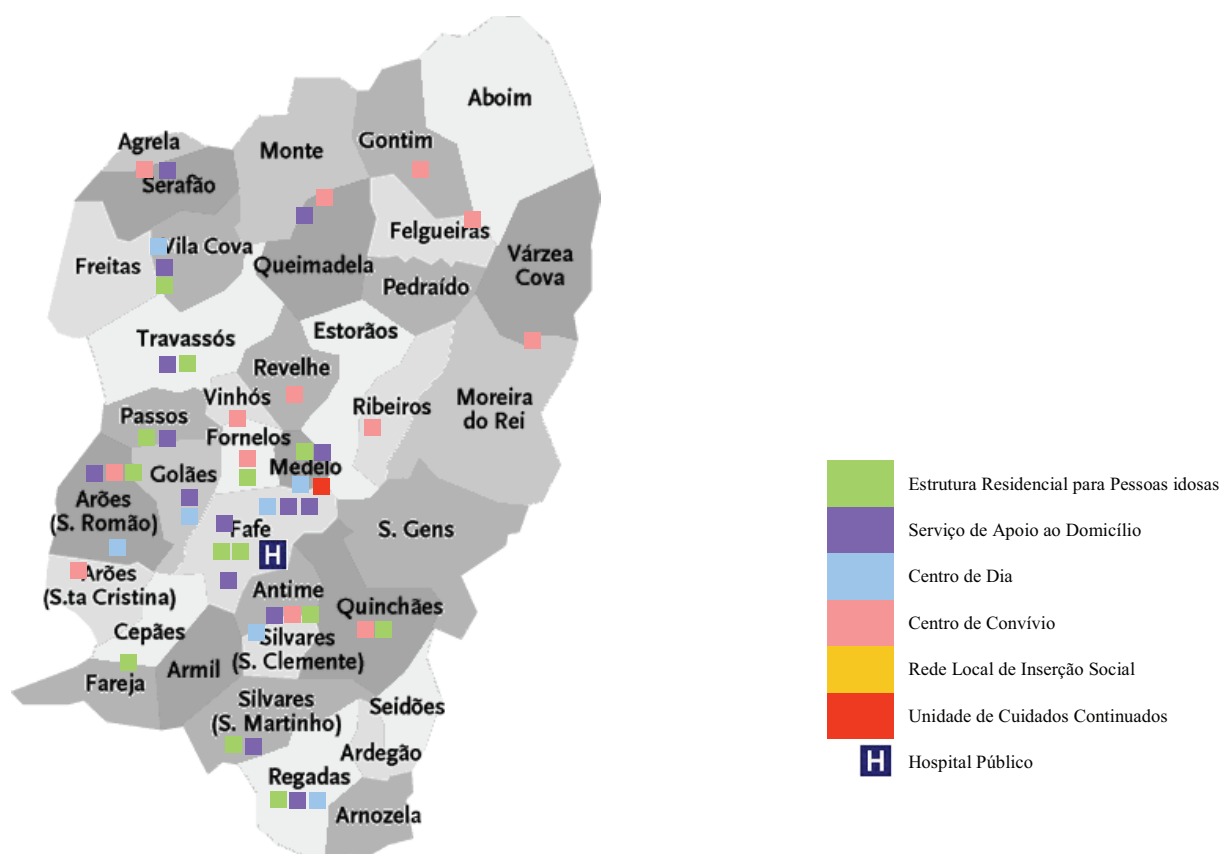 Aboim
Gontim
Agrela
Monte
Serafão
Felgueiras
Vila Cova
Várzea
Cova
Freitas
Queimadela
Pedraído
Estorãos
Travassós
Revelhe
Vinhós
Ribeiros
Moreira
do Rei
Passos
Fornelos
Golães
Medelo
Arões
(S. Romão)
Fafe
H
S. Gens
Arões
(S.ta Cristina)
Antime
Quinchães
Cepães
Silvares
(S. Clemente)
Armil
Fareja
Silvares
(S. Martinho)
Seidões
Ardegão
Regadas
Arnozela
Estrutura Residencial para Pessoas idosas
Serviço de Apoio ao Domicílio
Centro de Dia
Centro de Convívio
Rede Local de Inserção Social
Unidade de Cuidados Continuados
H Hospital Público